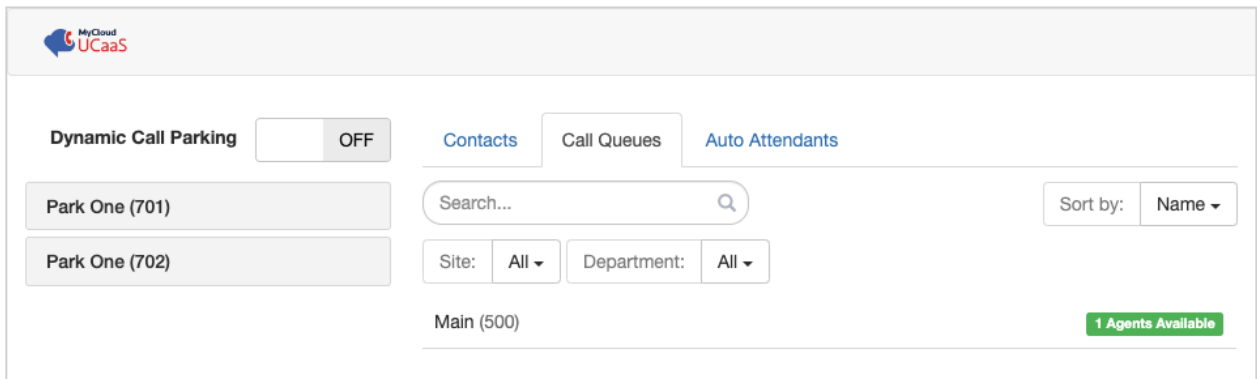 MyCloud
UCaaS
Dynamic Call Parking OFF
Park One (701)
Park One (702)
Contacts Call Queues Auto Attendants
Search... Sort by: Name
Site: All Department: All
Main (500) 1 Agents Available